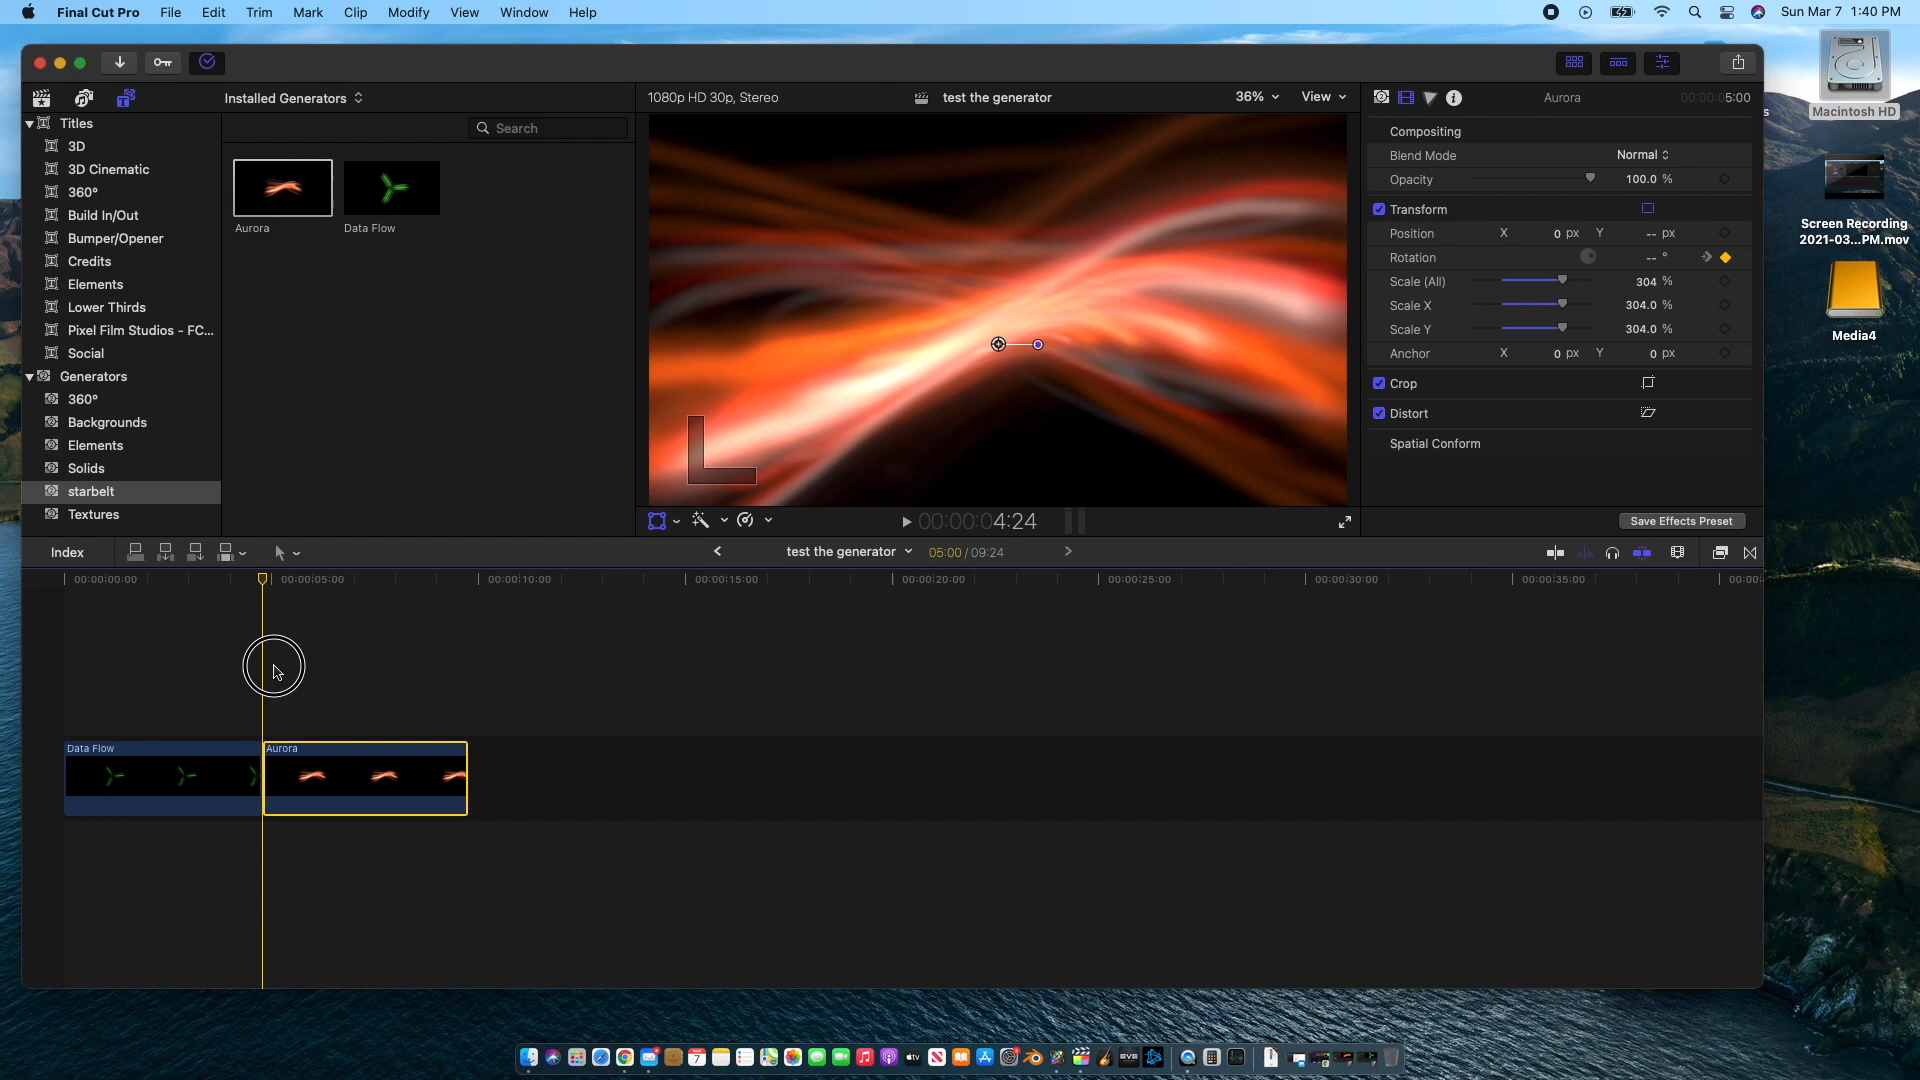 Final Cut Pro File Edit Trim Mark Clip Modify View Window Help Sun Mar 7 1:40 PM
Installed Generators 1080p HD 30p, Stereo test the generator 36% View Aurora 00:00:05:00
Macintosh HD
Titles
3D
3D Cinematic
360°
Build In/Out
Bumper/Opener
Credits
Elements
Lower Thirds
Pixel Film Studios - FC...
Social
Generators
360°
Backgrounds
Elements
Solids
starbelt
Textures
Search
Aurora Data Flow
Compositing
Blend Mode Normal
Opacity 100.0 %
Transform
Position X 0 px Y -- px
Rotation -- °
Scale (All) 304 %
Scale X 304.0 %
Scale Y 304.0 %
Anchor X 0 px Y 0 px
Crop
Distort
Spatial Conform
Save Effects Preset
Screen Recording
2021-03...PM.mov
Media4
00:00:04:24
Index test the generator 05:00 / 09:24
00:00:00:00 00:00:05:00 00:00:10:00 00:00:15:00 00:00:20:00 00:00:25:00 00:00:30:00 00:00:35:00 00:00:
Data Flow Aurora